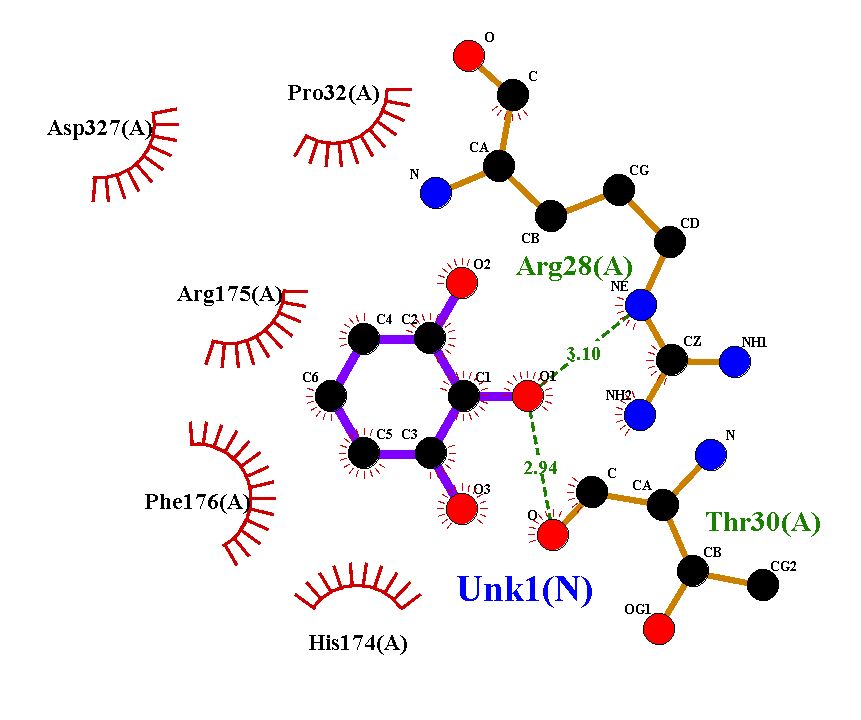 O
C
Pro32(A)
Asp327(A)
CA
N
CG
CB
CD
O2
Arg28(A)
NE
Arg175(A)
C4
C2
3.10
CZ
NH1
C6
C1
O1
NH2
C5
C3
N
2.94
C
CA
O3
Phe176(A)
O
Thr30(A)
CB
CG2
Unk1(N)
OG1
His174(A)